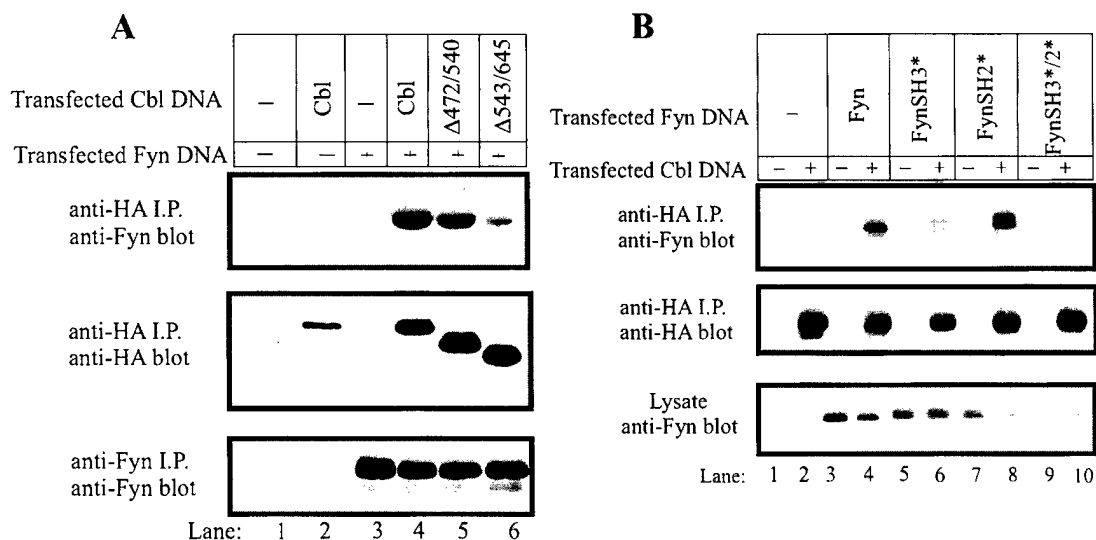 A
Transfected Cbl DNA – Cbl – Cbl Δ472/540 Δ543/645
Transfected Fyn DNA – – + + + +
anti-HA I.P.
anti-Fyn blot
anti-HA I.P.
anti-HA blot
anti-Fyn I.P.
anti-Fyn blot
Lane: 1 2 3 4 5 6
B
Transfected Fyn DNA – Fyn FynSH3* FynSH2* FynSH3*/2*
Transfected Cbl DNA – + – + – + – + – +
anti-HA I.P.
anti-Fyn blot
anti-HA I.P.
anti-HA blot
Lysate
anti-Fyn blot
Lane: 1 2 3 4 5 6 7 8 9 10